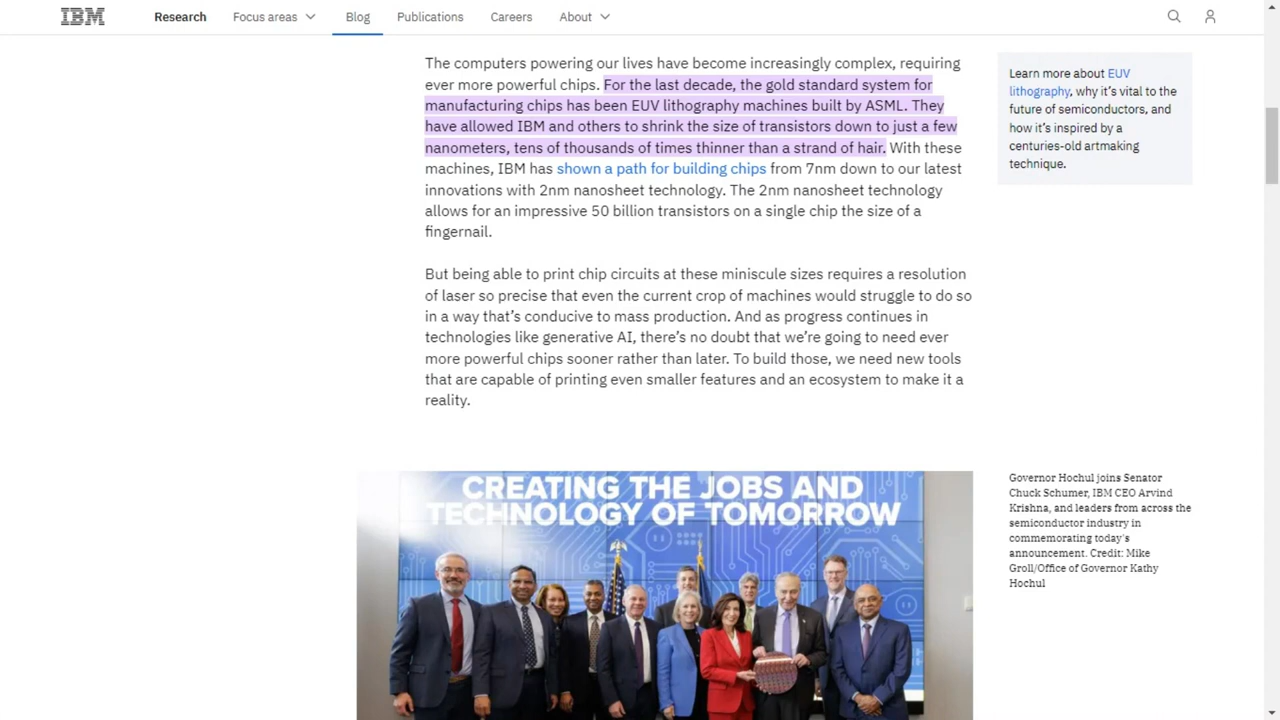 IBM
Research
Focus areas
Blog
Publications
Careers
About
The computers powering our lives have become increasingly complex, requiring
ever more powerful chips. For the last decade, the gold standard system for
manufacturing chips has been EUV lithography machines built by ASML. They
have allowed IBM and others to shrink the size of transistors down to just a few
nanometers, tens of thousands of times thinner than a strand of hair. With these
machines, IBM has shown a path for building chips from 7nm down to our latest
innovations with 2nm nanosheet technology. The 2nm nanosheet technology
allows for an impressive 50 billion transistors on a single chip the size of a
fingernail.
Learn more about EUV
lithography, why it's vital to the
future of semiconductors, and
how it's inspired by a
centuries-old artmaking
technique.
But being able to print chip circuits at these miniscule sizes requires a resolution
of laser so precise that even the current crop of machines would struggle to do so
in a way that's conducive to mass production. And as progress continues in
technologies like generative AI, there's no doubt that we're going to need ever
more powerful chips sooner rather than later. To build those, we need new tools
that are capable of printing even smaller features and an ecosystem to make it a
reality.
CREATING THE JOBS AND
TECHNOLOGY OF TOMORROW
Governor Hochul joins Senator
Chuck Schumer, IBM CEO Arvind
Krishna, and leaders from across the
semiconductor industry in
commemorating today's
announcement. Credit: Mike
Groll/Office of Governor Kathy
Hochul